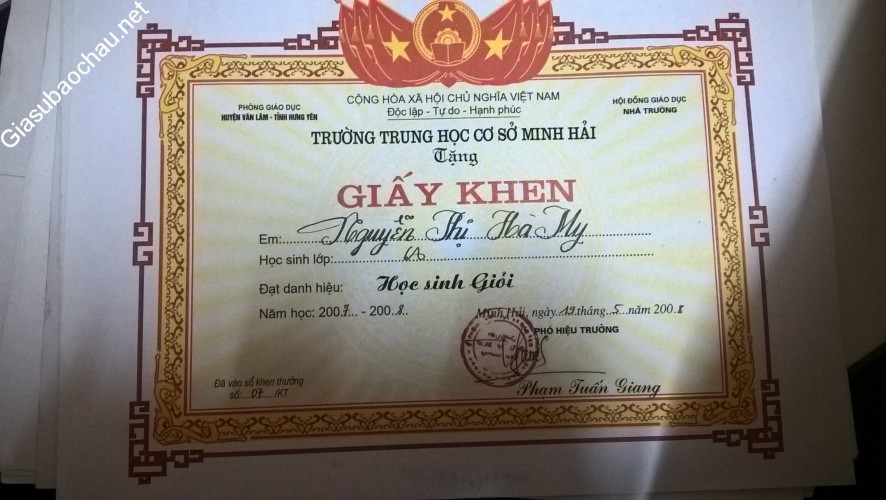 Giasubaochau.net
CỘNG HÒA XÃ HỘI CHỦ NGHĨA VIỆT NAM
Độc lập - Tự do - Hạnh phúc
PHÒNG GIÁO DỤC
HUYỆN VĂN LÂM - TỈNH HƯNG YÊN
HỘI ĐỒNG GIÁO DỤC
NHÀ TRƯỜNG
TRƯỜNG TRUNG HỌC CƠ SỞ MINH HẢI
Tặng
GIẤY KHEN
Em:.....Nguyễn Thị Hà My.....
Học sinh lớp:.....6A.....
Đạt danh hiệu: Học sinh Giỏi
Năm học: 2007... - 2008..
Minh Hải, ngày..19.tháng..5..năm 2008
PHÓ HIỆU TRƯỞNG
Phạm Tuấn Giang
Đã vào sổ khen thưởng
số:...07..../KT